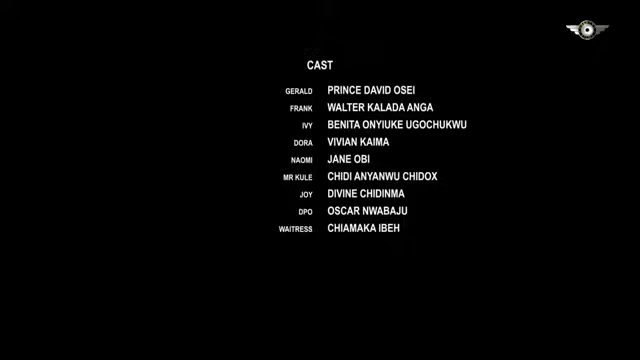 CAST
GERALD PRINCE DAVID OSEI
FRANK WALTER KALADA ANGA
IVY BENITA ONYIUKE UGOCHUKWU
DORA VIVIAN KAIMA
NAOMI JANE OBI
MR KULE CHIDI ANYANWU CHIDOX
JOY DIVINE CHIDINMA
DPO OSCAR NWABAJU
WAITRESS CHIAMAKA IBEH